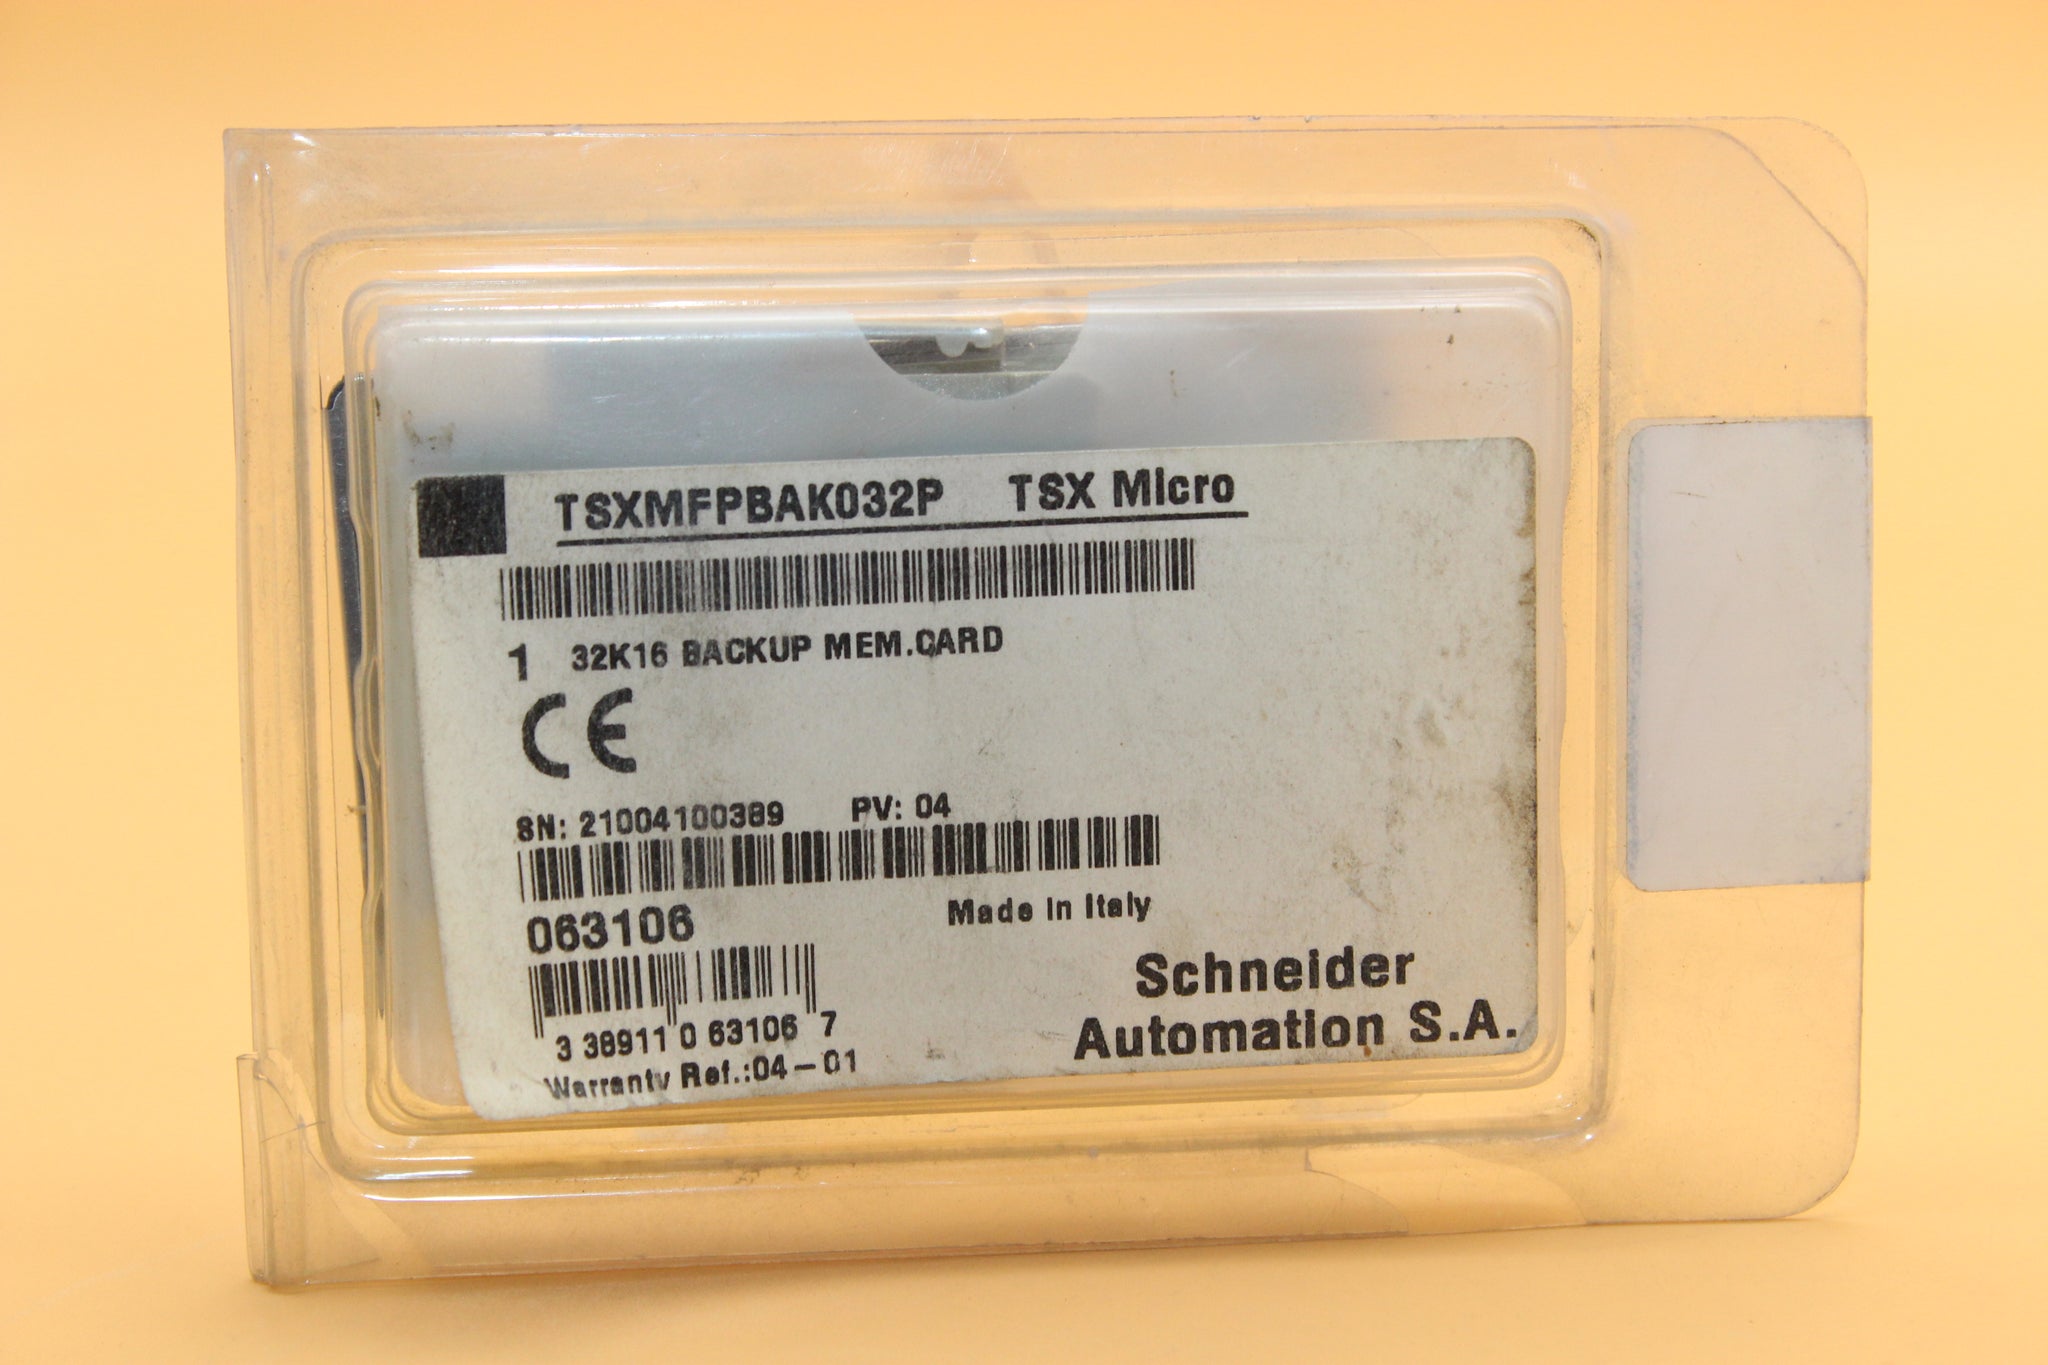 TSXMFPBAK032P TSX Micro
1 32K16 BACKUP MEM.CARD
CE
SN: 21004100389 PV: 04
063106
Made in Italy
3 38911 0 63106 7
Schneider
Automation S.A.
Warranty Ref.:04-01